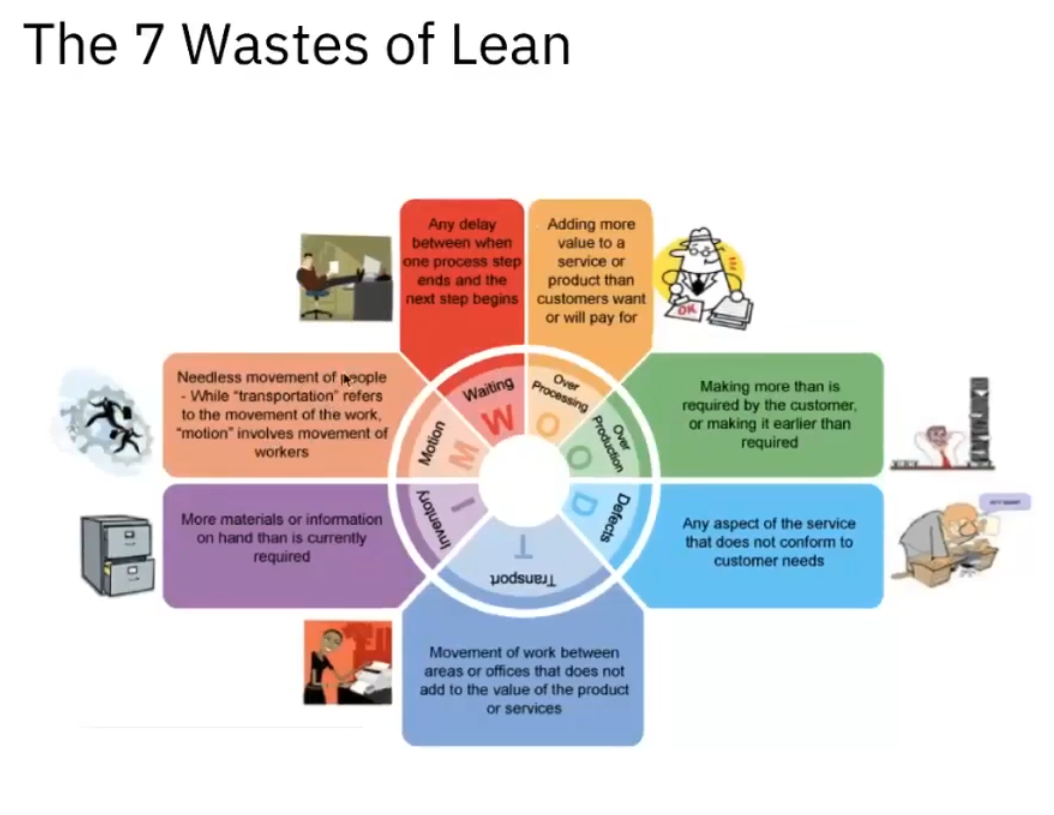 The 7 Wastes of Lean
Any delay
between when
one process step
ends and the
next step begins
Adding more
value to a
service or
product than
customers want
or will pay for
OK
Needless movement of people
- While “transportation” refers
to the movement of the work,
“motion” involves movement of
workers
Making more than is
required by the customer,
or making it earlier than
required
Waiting
W
Over
Processing
O
Motion
M
Over
Production
O
Inventory
I
Defects
D
T
Transport
More materials or information
on hand than is currently
required
Any aspect of the service
that does not conform to
customer needs
Movement of work between
areas or offices that does not
add to the value of the product
or services